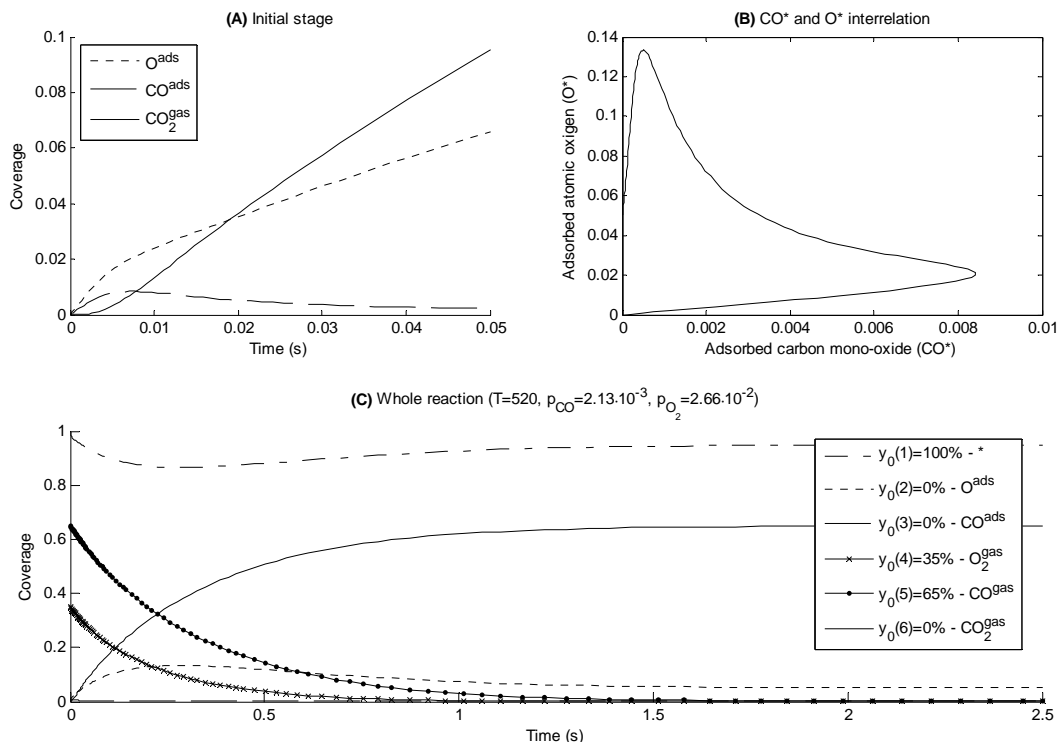 (A) Initial stage
0.1
0.08
0.06
0.04
0.02
0
Coverage
O^ads
CO^ads
CO_2^gas
0 0.01 0.02 0.03 0.04 0.05
Time (s)
(B) CO* and O* interrelation
0.14
0.12
0.10
0.08
0.06
0.04
0.02
0
Adsorbed atomic oxigen (O*)
0 0.002 0.004 0.006 0.008 0.01
Adsorbed carbon mono-oxide (CO*)
(C) Whole reaction (T=520, p_CO=2.13·10^-3, p_O_2=2.66·10^-2)
1
0.8
0.6
0.4
0.2
0
Coverage
y_0(1)=100% - *
y_0(2)=0% - O^ads
y_0(3)=0% - CO^ads
y_0(4)=35% - O_2^gas
y_0(5)=65% - CO^gas
y_0(6)=0% - CO_2^gas
0 0.5 1 1.5 2 2.5
Time (s)